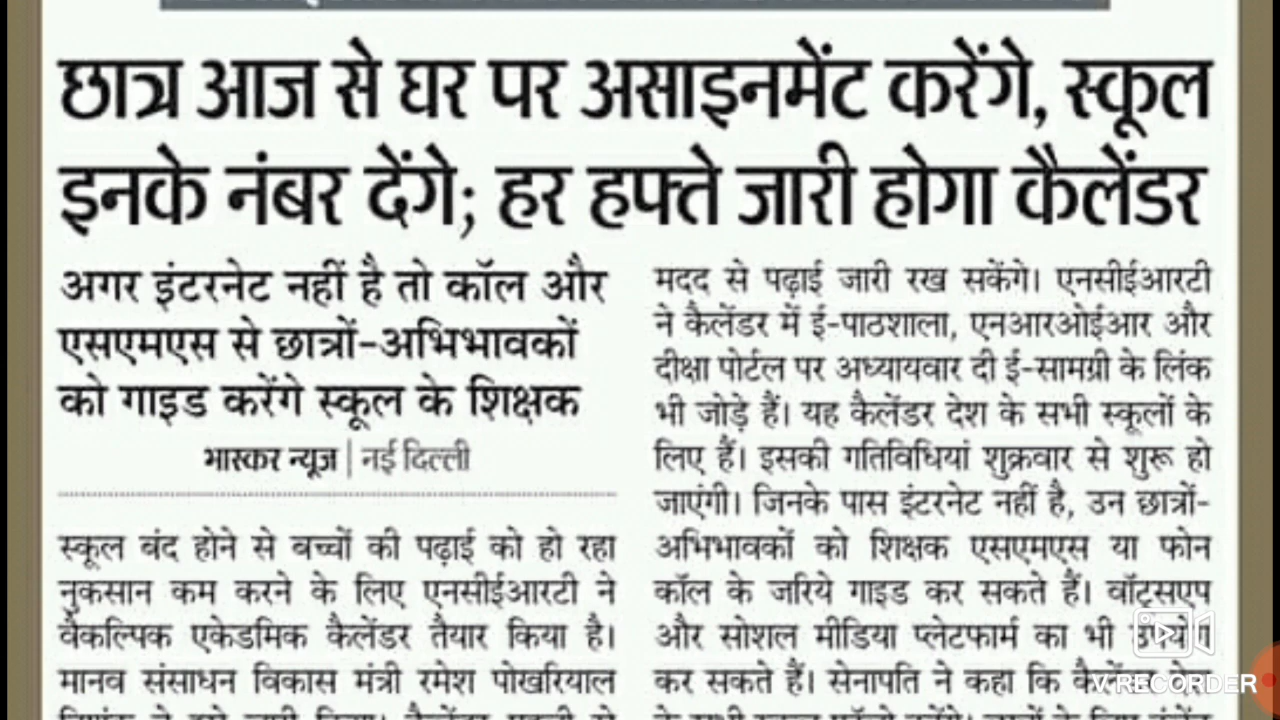 छात्र आज से घर पर असाइनमेंट करेंगे, स्कूल
इनके नंबर देंगे; हर हफ्ते जारी होगा कैलेंडर
अगर इंटरनेट नहीं है तो कॉल और
एसएमएस से छात्रों-अभिभावकों
को गाइड करेंगे स्कूल के शिक्षक
भास्कर न्यूज | नई दिल्ली
स्कूल बंद होने से बच्चों की पढ़ाई को हो रहा
नुकसान कम करने के लिए एनसीईआरटी ने
वैकल्पिक एकेडमिक कैलेंडर तैयार किया है।
मानव संसाधन विकास मंत्री रमेश पोखरियाल
मदद से पढ़ाई जारी रख सकेंगे। एनसीईआरटी
ने कैलेंडर में ई-पाठशाला, एनआरओईआर और
दीक्षा पोर्टल पर अध्यायवार दी ई-सामग्री के लिंक
भी जोड़े हैं। यह कैलेंडर देश के सभी स्कूलों के
लिए हैं। इसकी गतिविधियां शुक्रवार से शुरू हो
जाएंगी। जिनके पास इंटरनेट नहीं है, उन छात्रों-
अभिभावकों को शिक्षक एसएमएस या फोन
कॉल के जरिये गाइड कर सकते हैं। वॉट्सएप
और सोशल मीडिया प्लेटफार्म का भी उपयोग
कर सकते हैं। सेनापति ने कहा कि कैलेंडर देश
V RECORDER